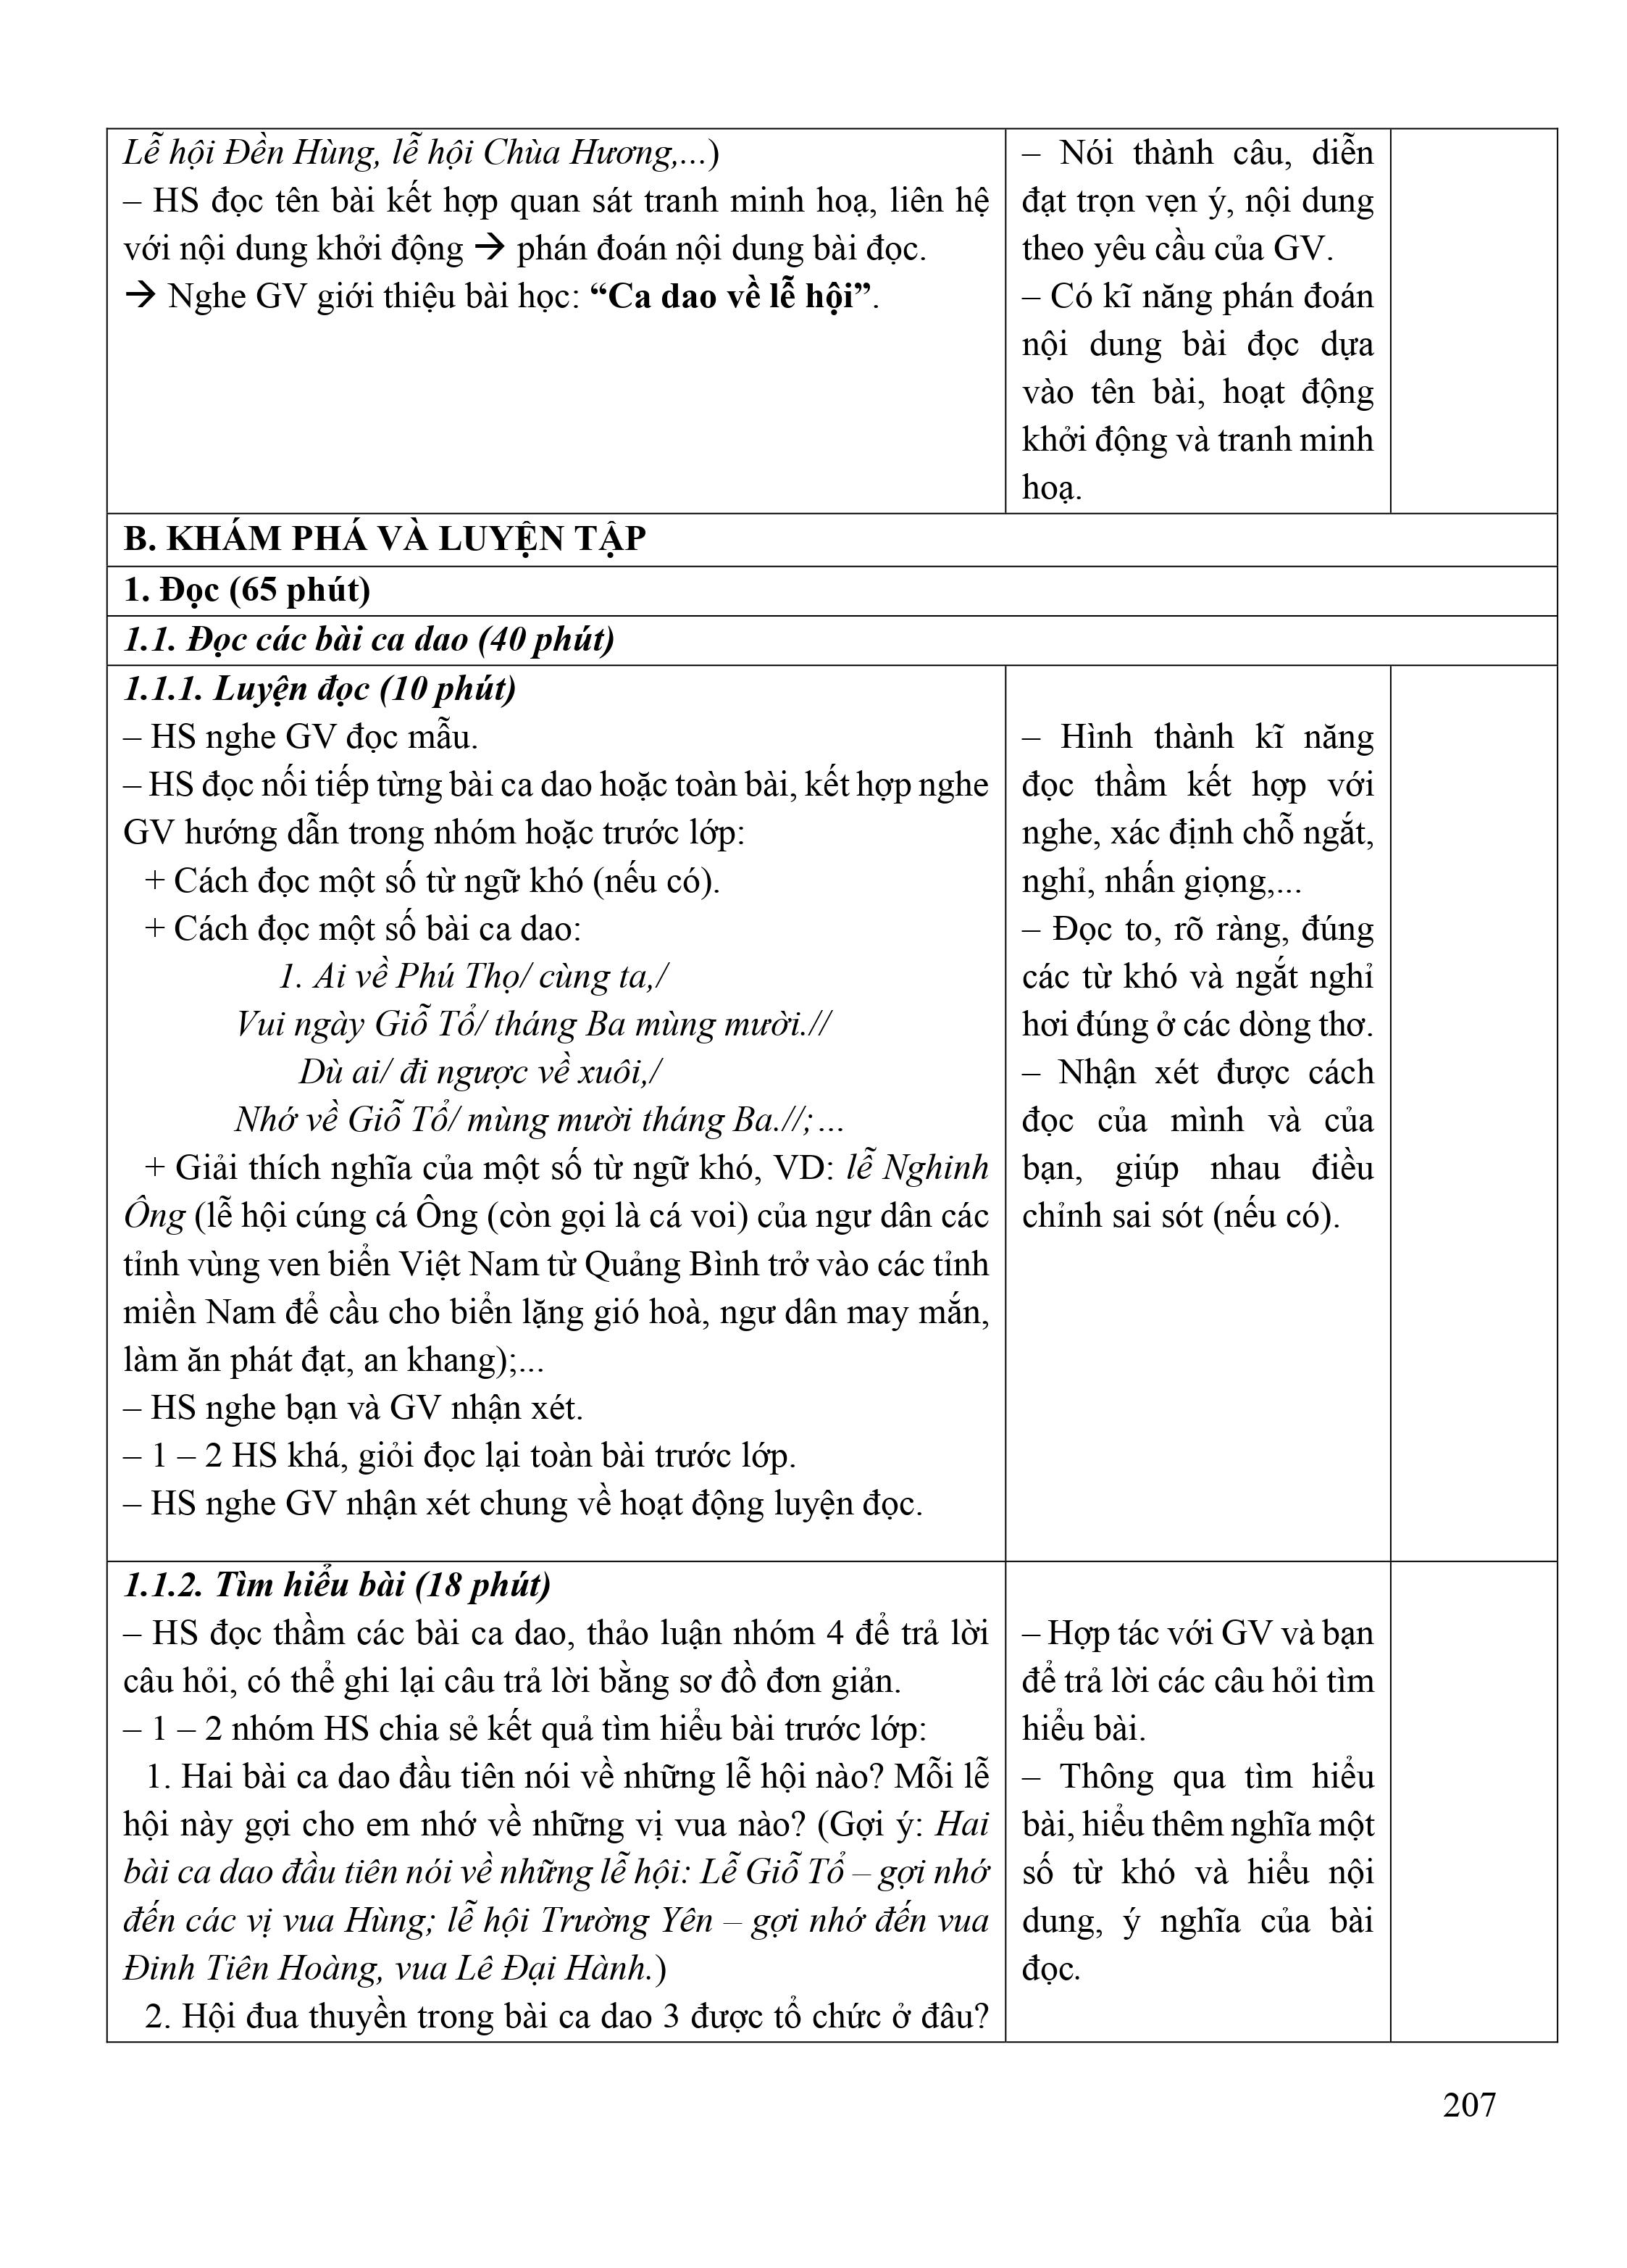 Lễ hội Đền Hùng, lễ hội Chùa Hương,...)
– HS đọc tên bài kết hợp quan sát tranh minh hoạ, liên hệ
với nội dung khởi động → phán đoán nội dung bài đọc.
→ Nghe GV giới thiệu bài học: “Ca dao về lễ hội”.
– Nói thành câu, diễn
đạt trọn vẹn ý, nội dung
theo yêu cầu của GV.
– Có kĩ năng phán đoán
nội dung bài đọc dựa
vào tên bài, hoạt động
khởi động và tranh minh
hoạ.
B. KHÁM PHÁ VÀ LUYỆN TẬP
1. Đọc (65 phút)
1.1. Đọc các bài ca dao (40 phút)
1.1.1. Luyện đọc (10 phút)
– HS nghe GV đọc mẫu.
– HS đọc nối tiếp từng bài ca dao hoặc toàn bài, kết hợp nghe
GV hướng dẫn trong nhóm hoặc trước lớp:
+ Cách đọc một số từ ngữ khó (nếu có).
+ Cách đọc một số bài ca dao:
1. Ai về Phú Thọ/ cùng ta,/
Vui ngày Giỗ Tổ/ tháng Ba mùng mười.//
Dù ai/ đi ngược về xuôi,/
Nhớ về Giỗ Tổ/ mùng mười tháng Ba.//;...
+ Giải thích nghĩa của một số từ ngữ khó, VD: lễ Nghinh
Ông (lễ hội cúng cá Ông (còn gọi là cá voi) của ngư dân các
tỉnh vùng ven biển Việt Nam từ Quảng Bình trở vào các tỉnh
miền Nam để cầu cho biển lặng gió hoà, ngư dân may mắn,
làm ăn phát đạt, an khang);...
– HS nghe bạn và GV nhận xét.
– 1 – 2 HS khá, giỏi đọc lại toàn bài trước lớp.
– HS nghe GV nhận xét chung về hoạt động luyện đọc.
– Hình thành kĩ năng
đọc thầm kết hợp với
nghe, xác định chỗ ngắt,
nghỉ, nhấn giọng,...
– Đọc to, rõ ràng, đúng
các từ khó và ngắt nghỉ
hơi đúng ở các dòng thơ.
– Nhận xét được cách
đọc của mình và của
bạn, giúp nhau điều
chỉnh sai sót (nếu có).
1.1.2. Tìm hiểu bài (18 phút)
– HS đọc thầm các bài ca dao, thảo luận nhóm 4 để trả lời
câu hỏi, có thể ghi lại câu trả lời bằng sơ đồ đơn giản.
– 1 – 2 nhóm HS chia sẻ kết quả tìm hiểu bài trước lớp:
1. Hai bài ca dao đầu tiên nói về những lễ hội nào? Mỗi lễ
hội này gợi cho em nhớ về những vị vua nào? (Gợi ý: Hai
bài ca dao đầu tiên nói về những lễ hội: Lễ Giỗ Tổ – gợi nhớ
đến các vị vua Hùng; lễ hội Trường Yên – gợi nhớ đến vua
Đinh Tiên Hoàng, vua Lê Đại Hành.)
2. Hội đua thuyền trong bài ca dao 3 được tổ chức ở đâu?
– Hợp tác với GV và bạn
để trả lời các câu hỏi tìm
hiểu bài.
– Thông qua tìm hiểu
bài, hiểu thêm nghĩa một
số từ khó và hiểu nội
dung, ý nghĩa của bài
đọc.
207